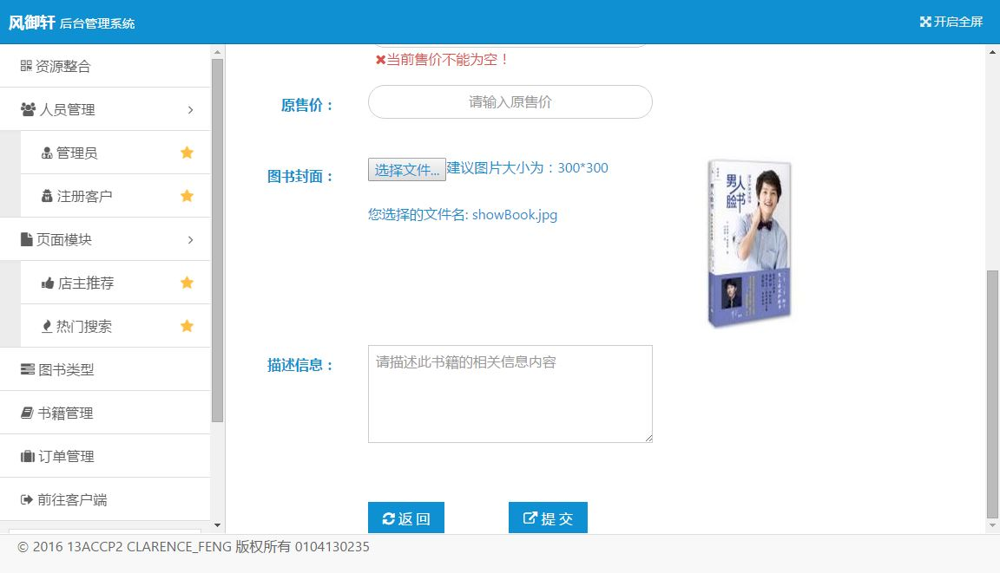 风御轩 后台管理系统
开启全屏
资源整合
人员管理
管理员
注册客户
页面模块
店主推荐
热门搜索
图书类型
书籍管理
订单管理
前往客户端
当前售价不能为空！
原售价：
请输入原售价
图书封面：
选择文件... 建议图片大小为：300*300
您选择的文件名: showBook.jpg
男人
脸书
描述信息：
请描述此书籍的相关信息内容
返 回
提 交
© 2016 13ACCP2 CLARENCE_FENG 版权所有 0104130235